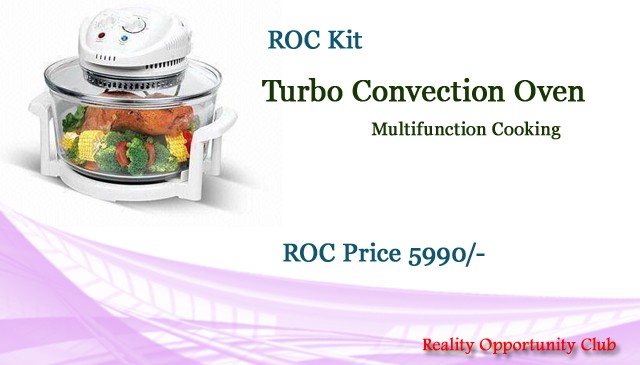 ROC Kit
Turbo Convection Oven
Multifunction Cooking
ROC Price 5990/-
Reality Opportunity Club